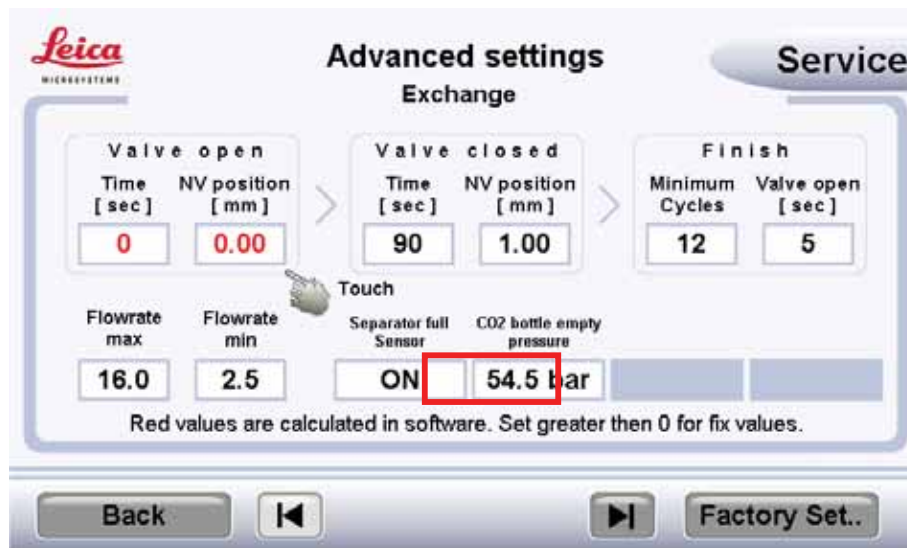 Leica
MICROSYSTEMS
Advanced settings
Service
Exchange
Valve open
Valve closed
Finish
Time
[ sec ]
NV position
[ mm ]
Time
[ sec ]
NV position
[ mm ]
Minimum
Cycles
Valve open
[ sec ]
0
0.00
90
1.00
12
5
Touch
Flowrate
max
Flowrate
min
Separator full
Sensor
CO2 bottle empty
pressure
16.0
2.5
ON
54.5 bar
Red values are calculated in software. Set greater then 0 for fix values.
Back
Factory Set..